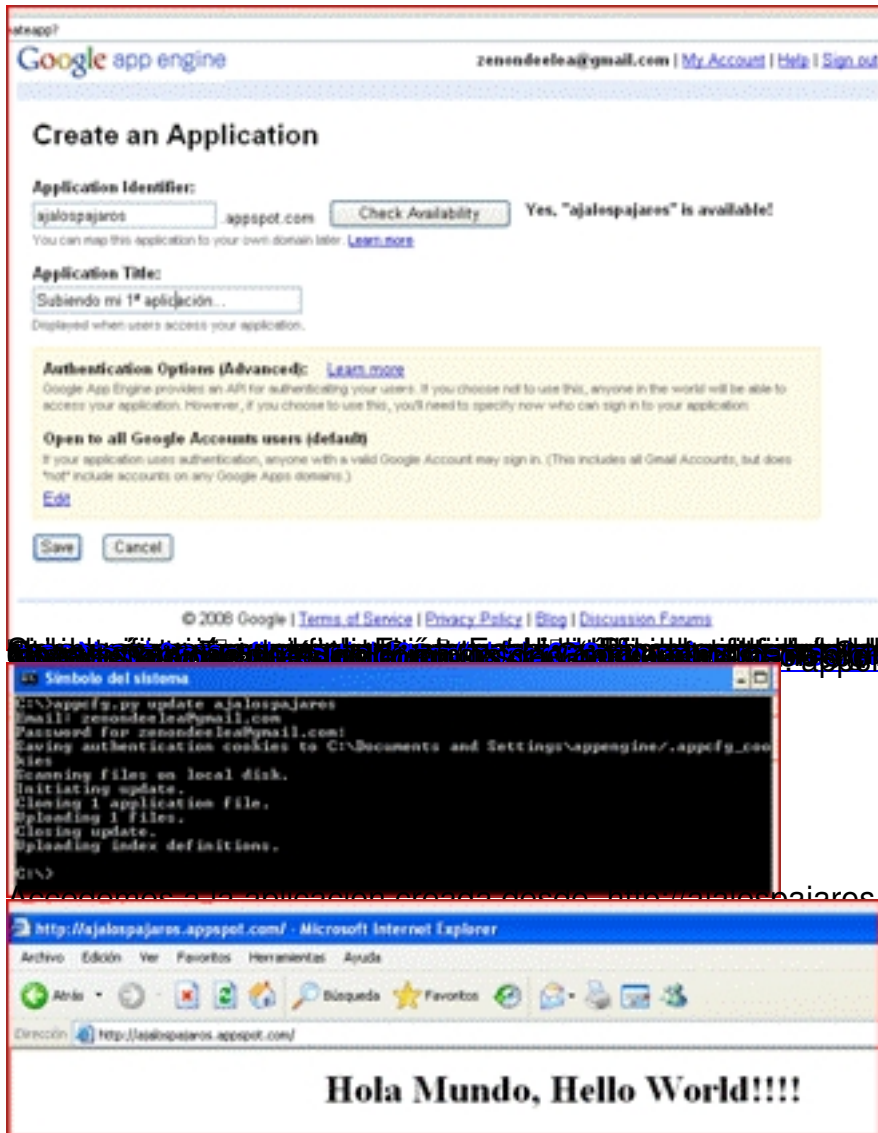 ateapp?
Google app engine
zenondeelea@gmail.com | My Account | Help | Sign out
Create an Application
Application Identifier:
ajalospajaros .appspot.com Check Availability Yes, "ajalospajaros" is available!
You can map this application to your own domain later. Learn more
Application Title:
Subiendo mi 1ª aplicación...
Displayed when users access your application.
Authentication Options (Advanced): Learn more
Google App Engine provides an API for authenticating your users. If you choose not to use this, anyone in the world will be able to
access your application. However, if you choose to use this, you'll need to specify now who can sign in to your application
Open to all Google Accounts users (default)
If your application uses authentication, anyone with a valid Google Account may sign in. (This includes all Gmail Accounts, but does
*not* include accounts on any Google Apps domains.)
Edit
Save Cancel
© 2008 Google | Terms of Service | Privacy Policy | Blog | Discussion Forums
Símbolo del sistema
C:\>appcfg.py update ajalospajaros
Email: zenondeelea@gmail.com
Password for zenondeelea@gmail.com:
Saving authentication cookies to C:\Documents and Settings\appengine/.appcfg_coo
kies
Scanning files on local disk.
Initiating update.
Cloning 1 application file.
Uploading 1 files.
Closing update.
Uploading index definitions.
C:\>
Accedemos a la aplicación creada desde http://ajalospajaros
http://ajalospajaros.appspot.com/ - Microsoft Internet Explorer
Archivo Edición Ver Favoritos Herramientas Ayuda
Atrás Búsqueda Favoritos
Dirección http://ajalospajaros.appspot.com/
Hola Mundo, Hello World!!!!